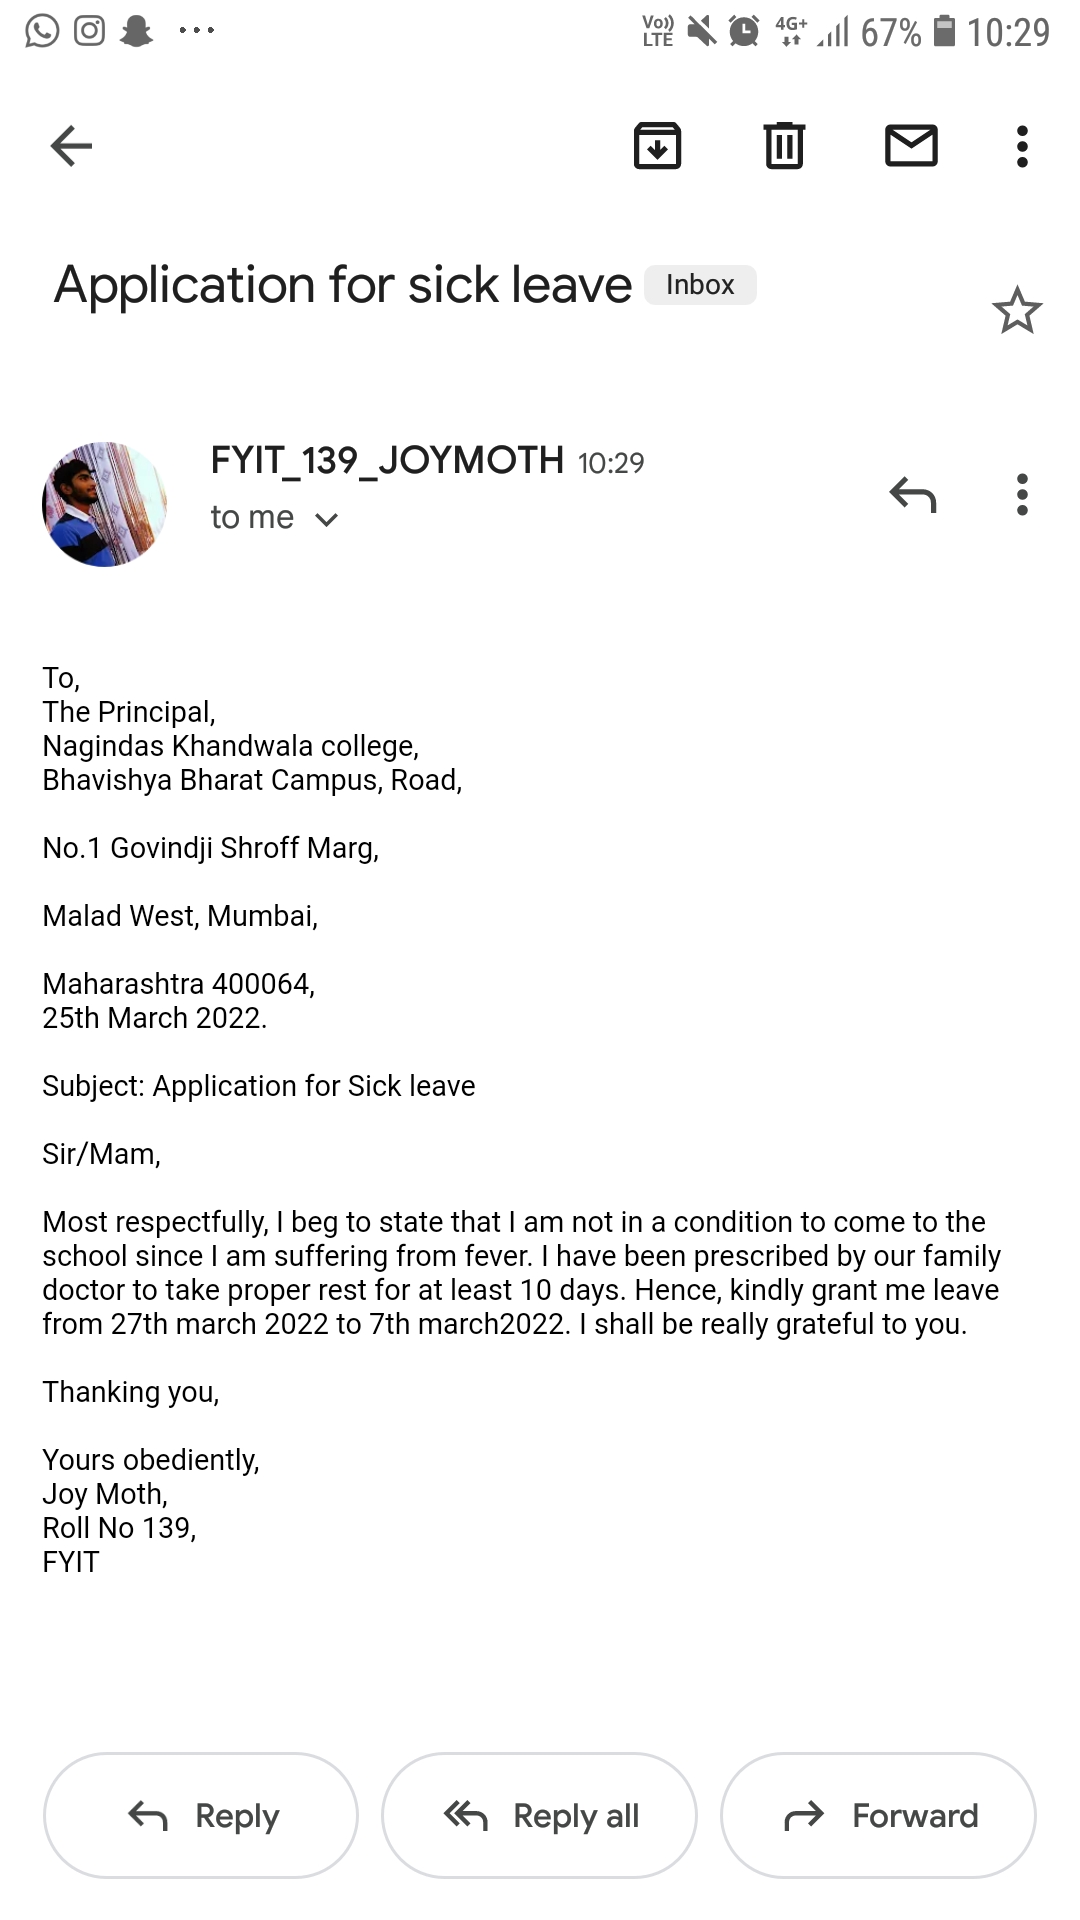 Vo)) LTE 4G+ 67% 10:29
Application for sick leave Inbox
FYIT_139_JOYMOTH 10:29
to me
To,
The Principal,
Nagindas Khandwala college,
Bhavishya Bharat Campus, Road,
No.1 Govindji Shroff Marg,
Malad West, Mumbai,
Maharashtra 400064,
25th March 2022.
Subject: Application for Sick leave
Sir/Mam,
Most respectfully, I beg to state that I am not in a condition to come to the
school since I am suffering from fever. I have been prescribed by our family
doctor to take proper rest for at least 10 days. Hence, kindly grant me leave
from 27th march 2022 to 7th march2022. I shall be really grateful to you.
Thanking you,
Yours obediently,
Joy Moth,
Roll No 139,
FYIT
Reply Reply all Forward